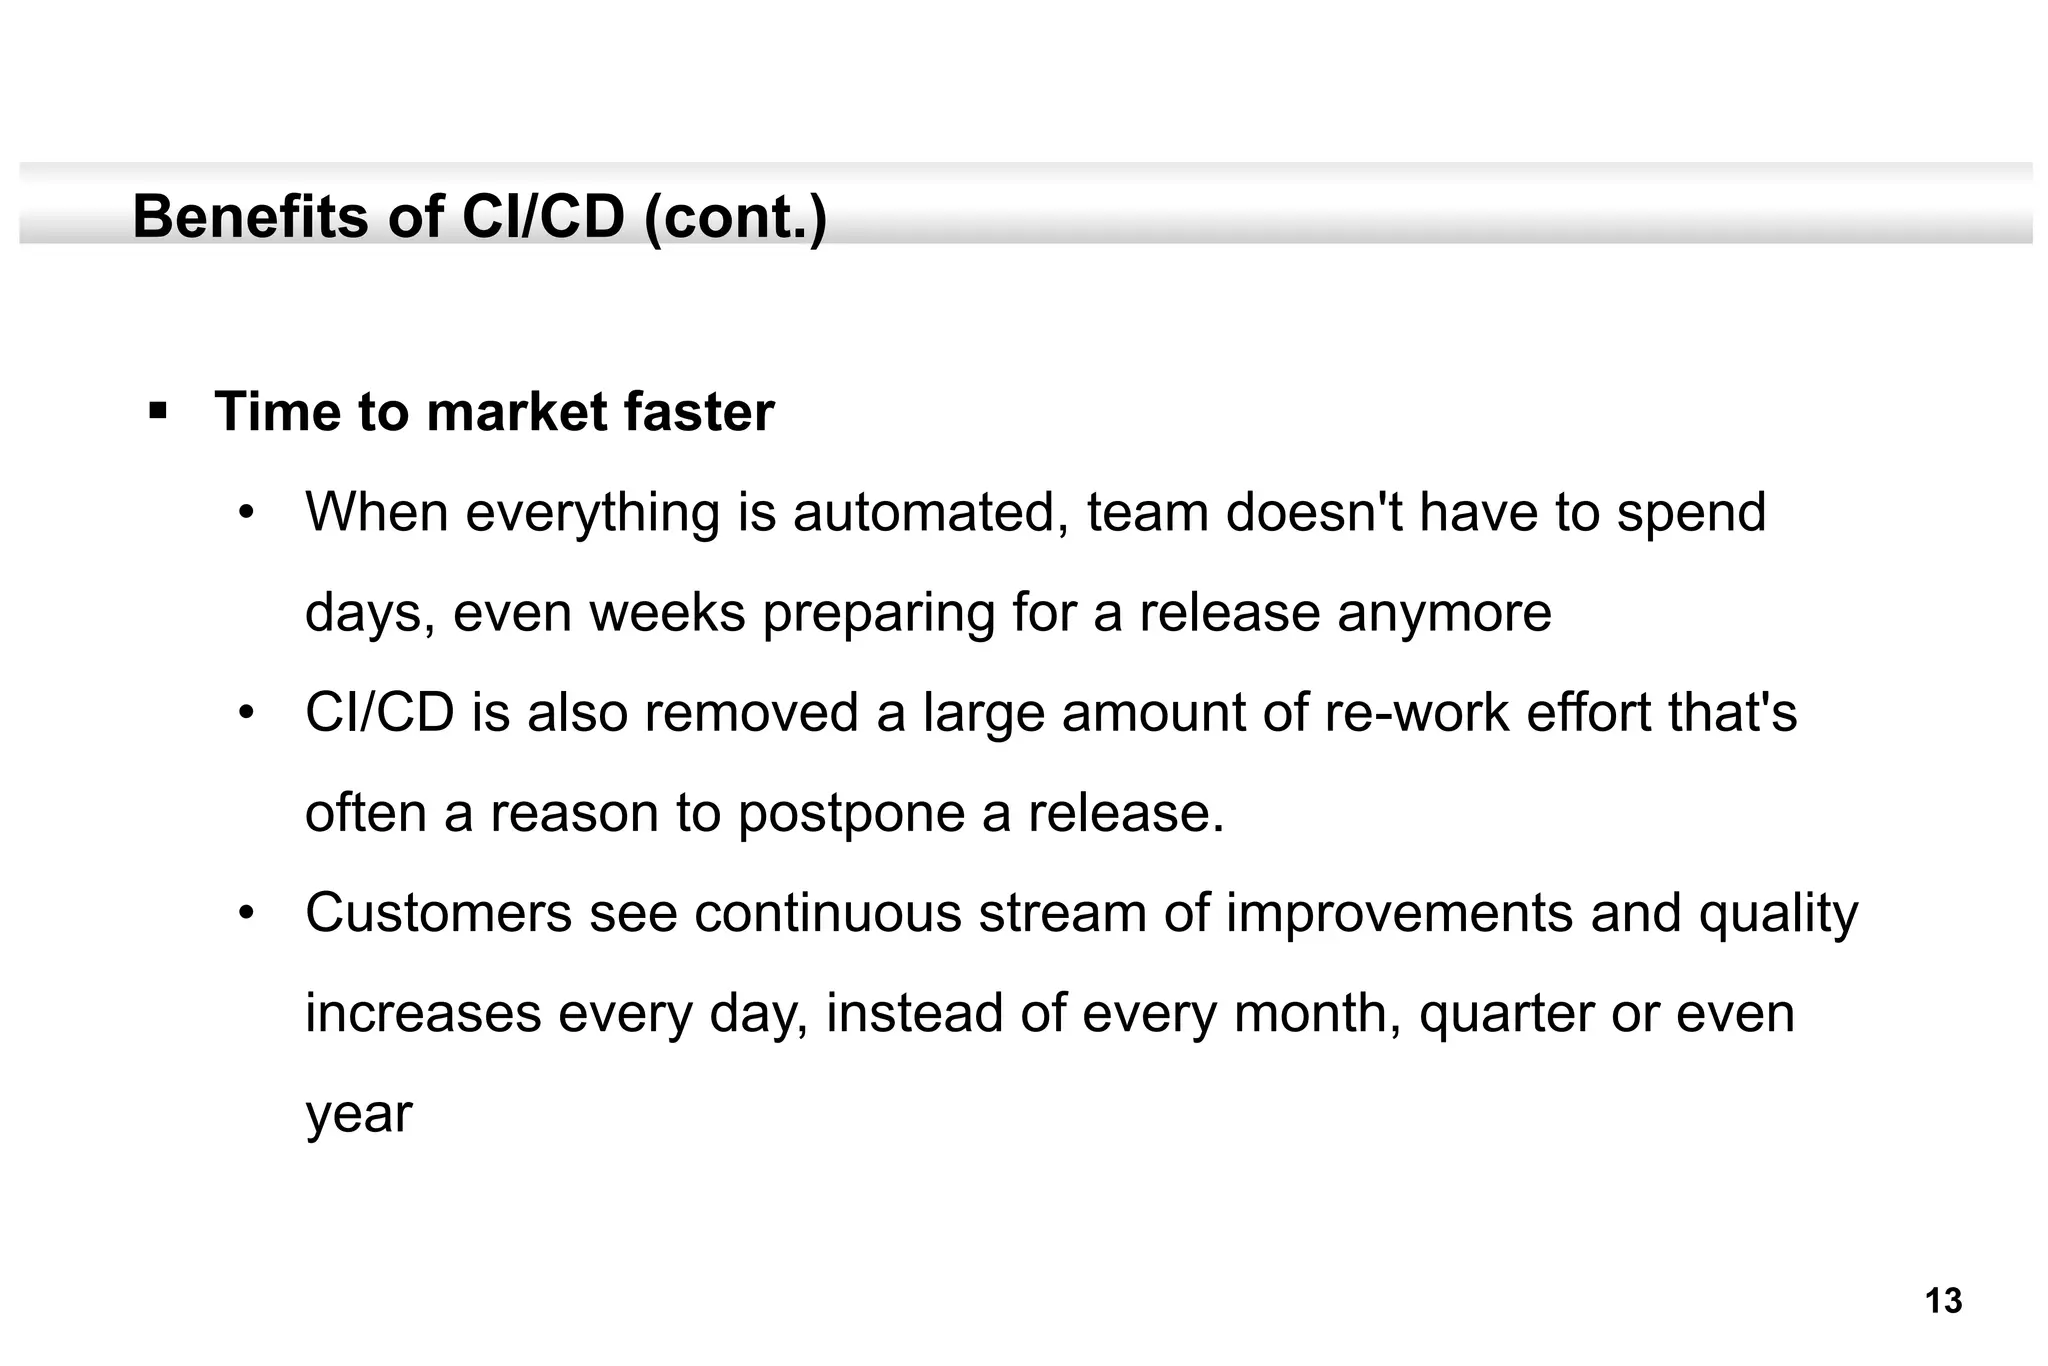 Benefits of CI/CD (cont.)
▪ Time to market faster
• When everything is automated, team doesn't have to spend
days, even weeks preparing for a release anymore
• CI/CD is also removed a large amount of re-work effort that's
often a reason to postpone a release.
• Customers see continuous stream of improvements and quality
increases every day, instead of every month, quarter or even
year
13